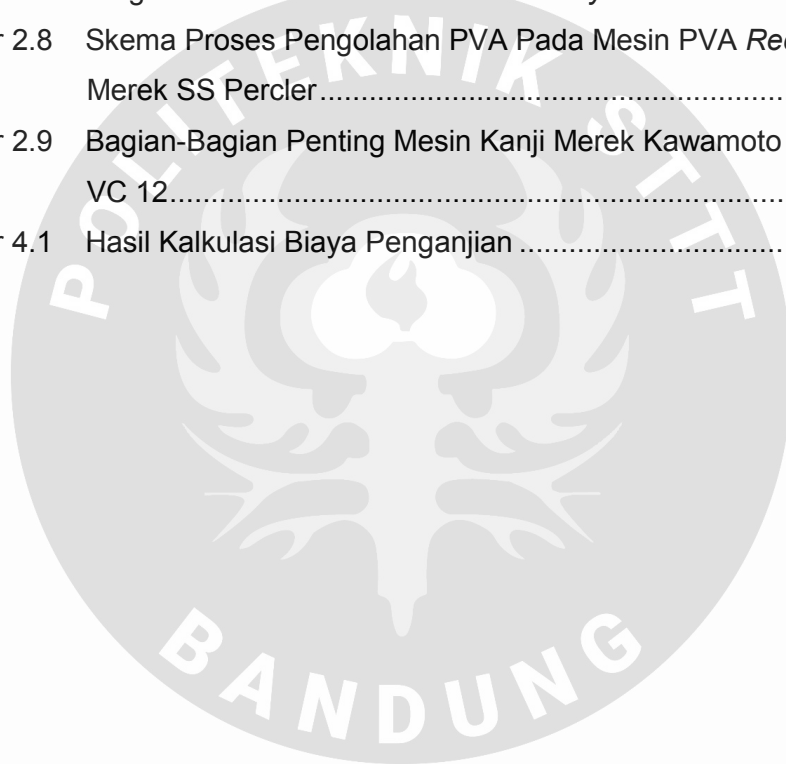 r 2.8 Skema Proses Pengolahan PVA Pada Mesin PVA
Merek SS Percler
r 2.9 Bagian-Bagian Penting Mesin Kanji Merek Kawamoto
VC 12
r 4.1 Hasil Kalkulasi Biaya Penganjian
POLITEKNIK STTT
BANDUNG